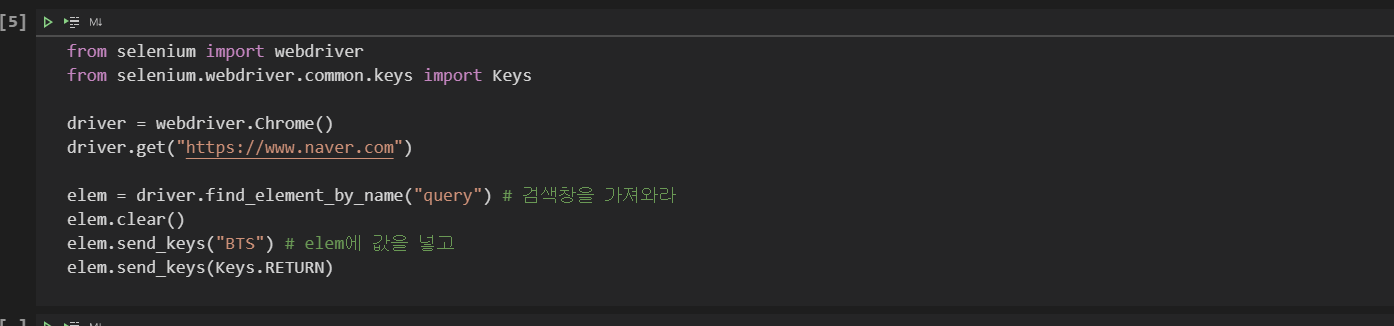 [5] M↓
from selenium import webdriver
from selenium.webdriver.common.keys import Keys
driver = webdriver.Chrome()
driver.get("https://www.naver.com")
elem = driver.find_element_by_name("query") # 검색창을 가져와라
elem.clear()
elem.send_keys("BTS") # elem에 값을 넣고
elem.send_keys(Keys.RETURN)
[ ] M↓